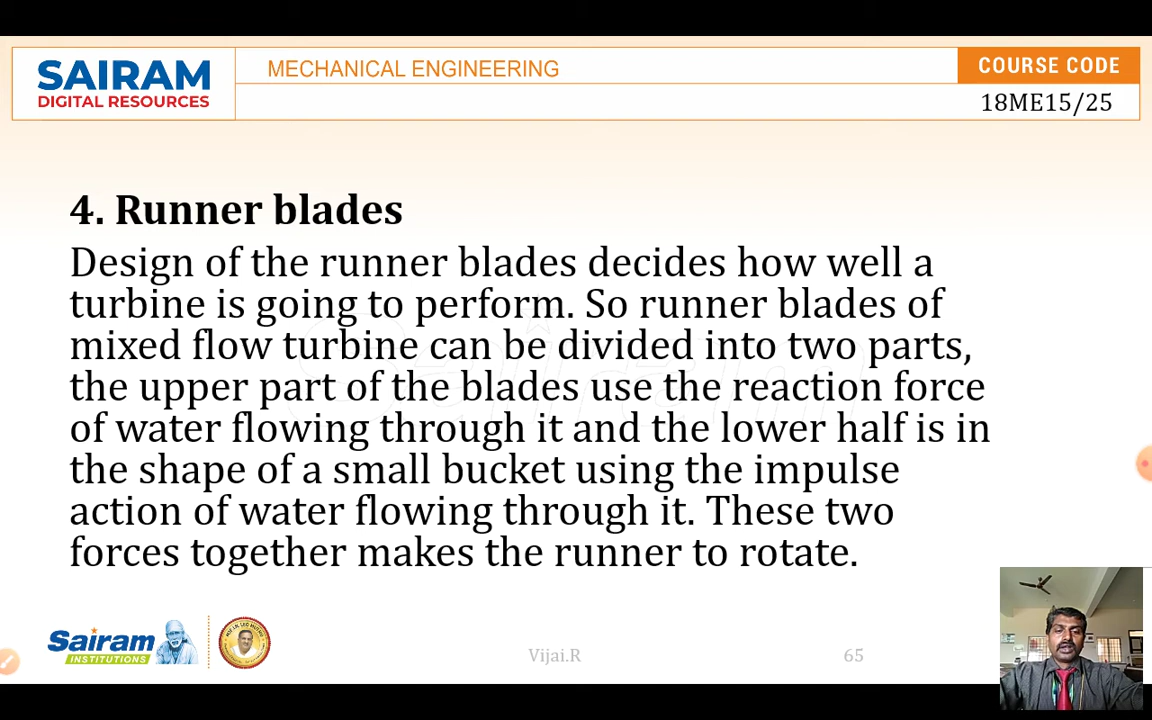 SAIRAM
DIGITAL RESOURCES
MECHANICAL ENGINEERING
COURSE CODE
18ME15/25
4. Runner blades
Design of the runner blades decides how well a
turbine is going to perform. So runner blades of
mixed flow turbine can be divided into two parts,
the upper part of the blades use the reaction force
of water flowing through it and the lower half is in
the shape of a small bucket using the impulse
action of water flowing through it. These two
forces together makes the runner to rotate.
Sairam
Sairam
INSTITUTIONS
Vijai.R
65